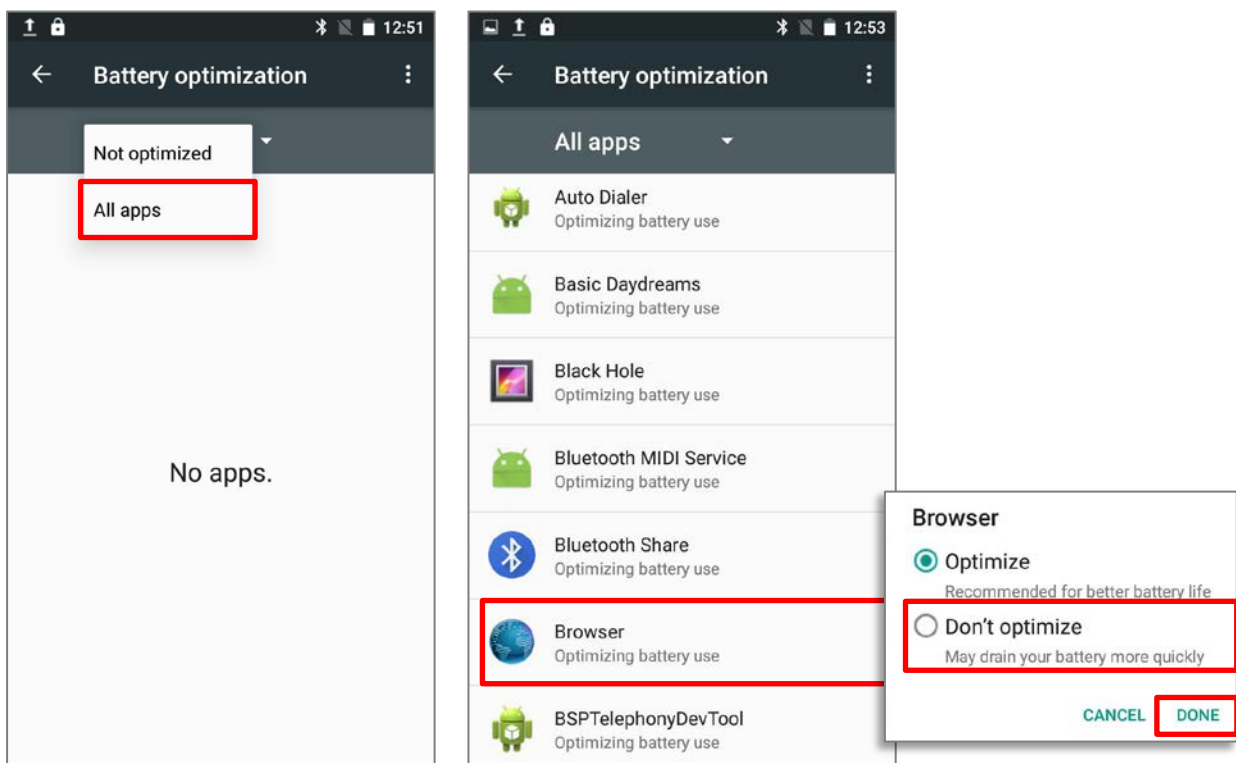 12:51
Battery optimization
Not optimized
All apps
No apps.
12:53
Battery optimization
All apps
Auto Dialer
Optimizing battery use
Basic Daydreams
Optimizing battery use
Black Hole
Optimizing battery use
Bluetooth MIDI Service
Optimizing battery use
Bluetooth Share
Optimizing battery use
Browser
Optimizing battery use
BSPTelephonyDevTool
Optimizing battery use
Browser
Optimize
Recommended for better battery life
Don't optimize
May drain your battery more quickly
CANCEL DONE